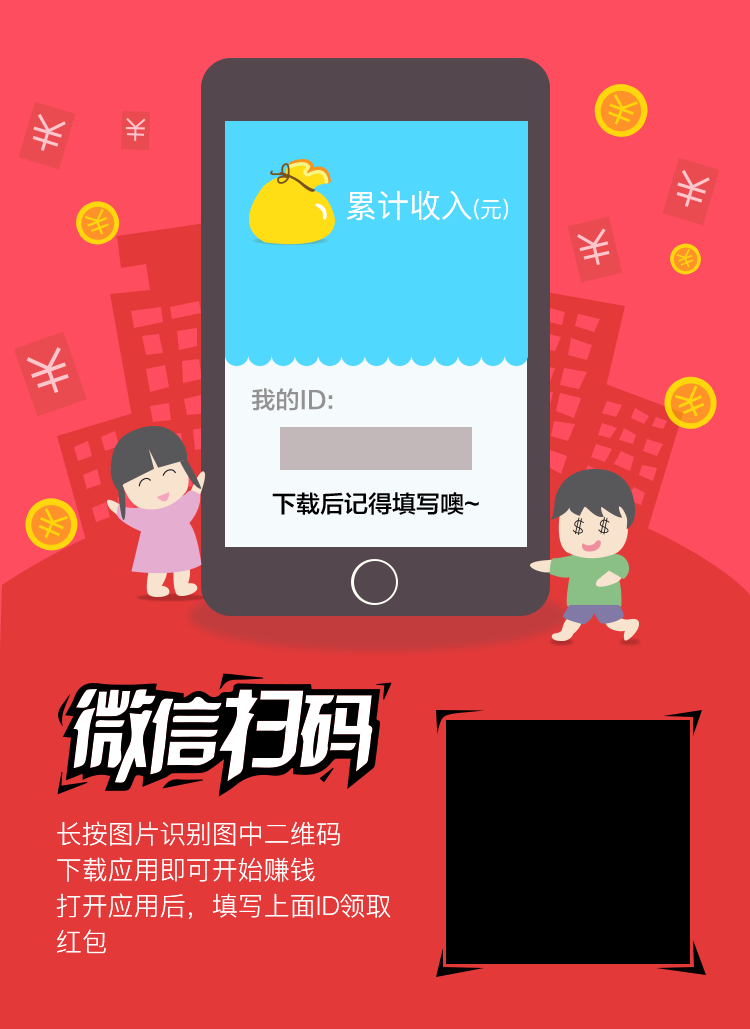 累计收入(元)
我的ID:
下载后记得填写噢~
微信扫码
长按图片识别图中二维码
下载应用即可开始赚钱
打开应用后，填写上面ID领取
红包